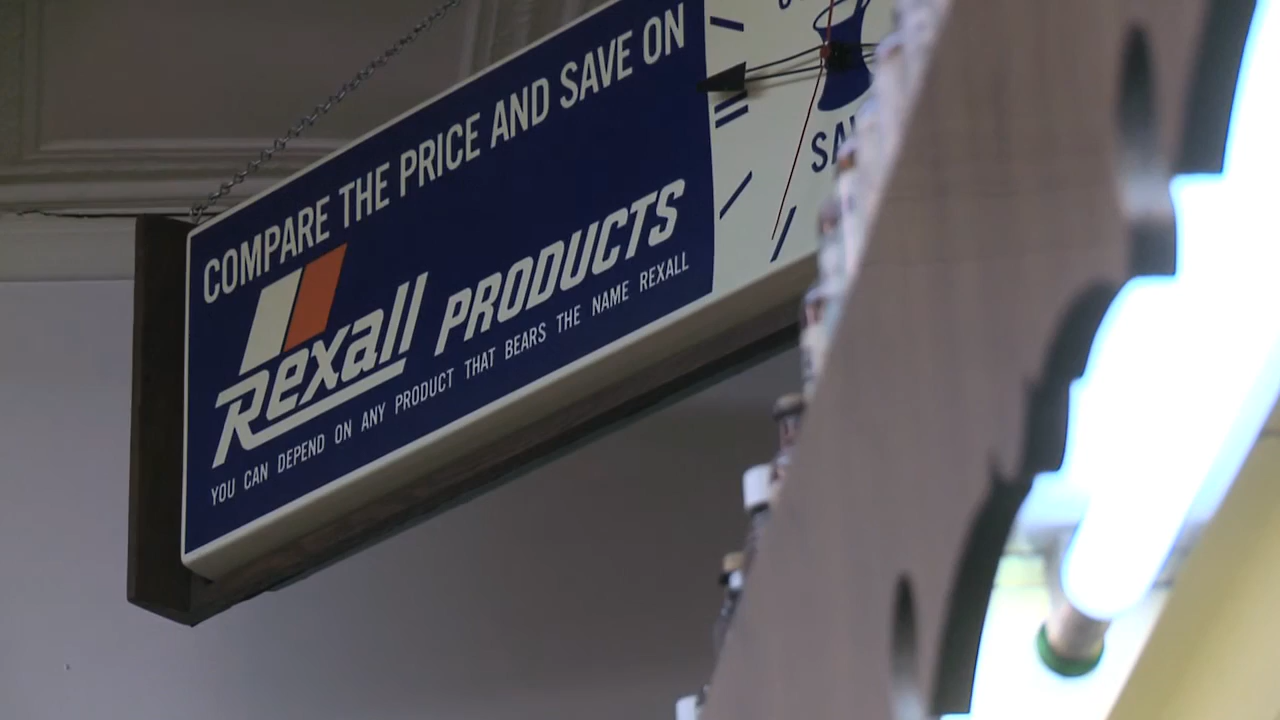 COMPARE THE PRICE AND SAVE ON
Rexall PRODUCTS
YOU CAN DEPEND ON ANY PRODUCT THAT BEARS THE NAME REXALL